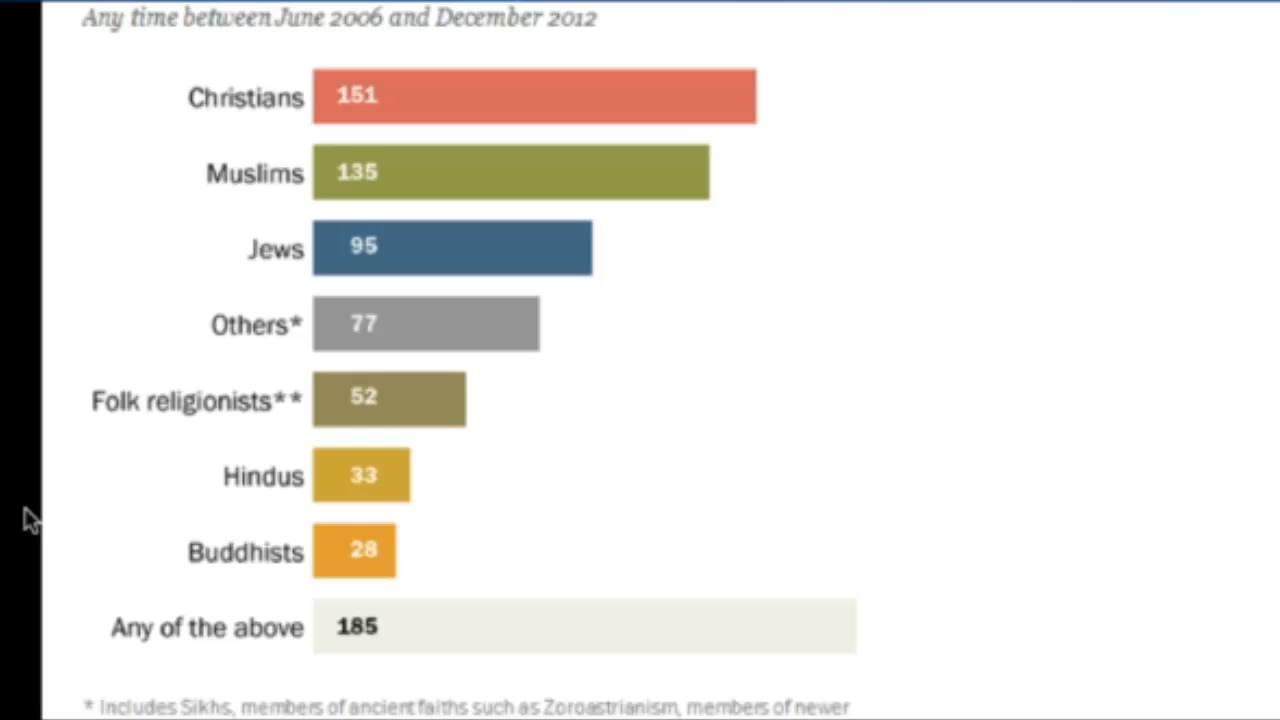 Any time between June 2006 and December 2012
Christians 151
Muslims 135
Jews 95
Others* 77
Folk religionists** 52
Hindus 33
Buddhists 28
Any of the above 185
* Includes Sikhs, members of ancient faiths such as Zoroastrianism, members of newer